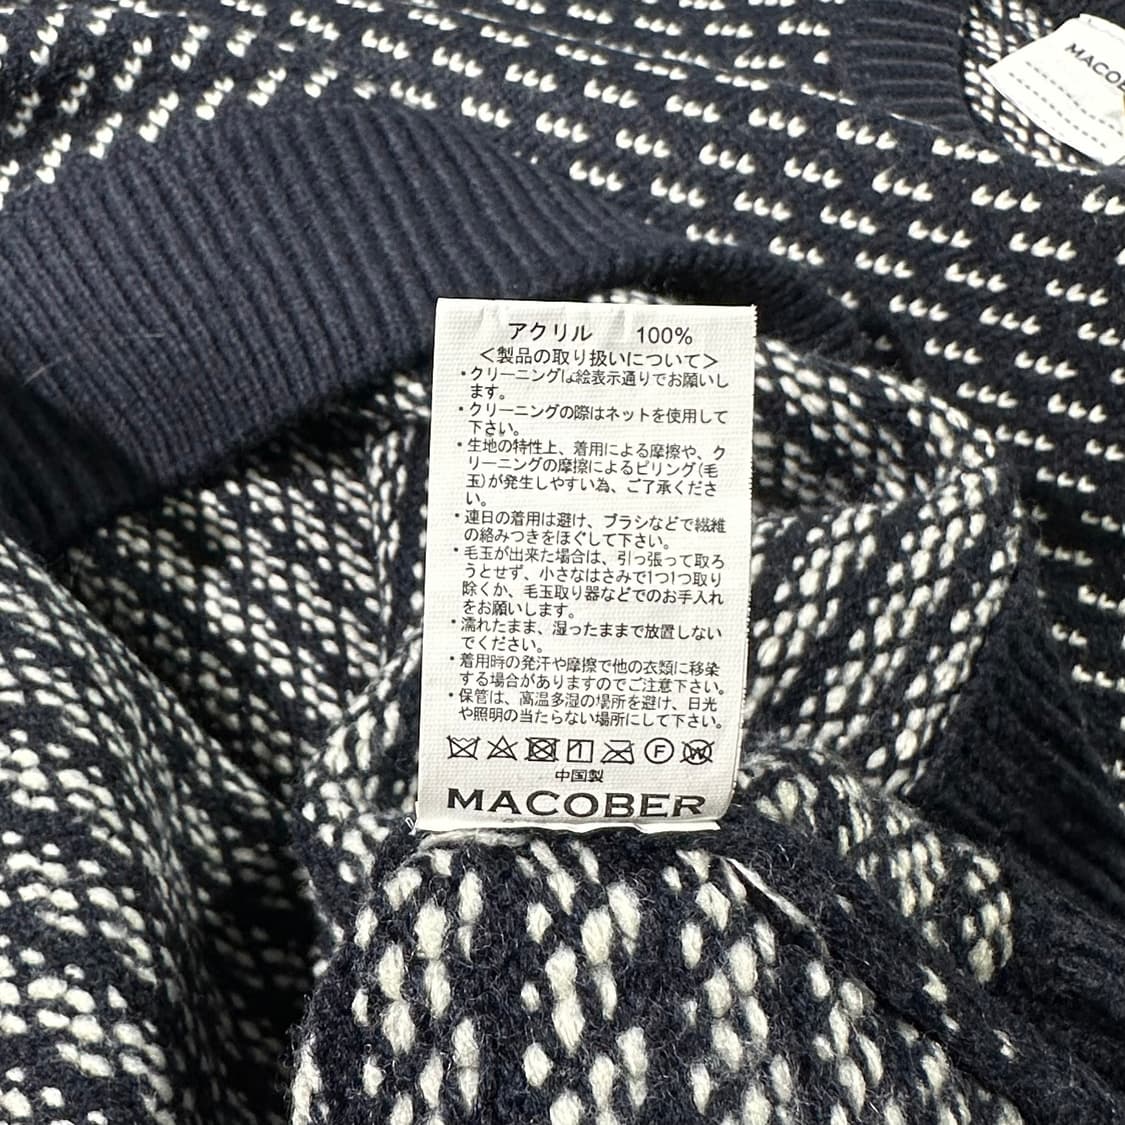 MACOBE
アクリル 100%
＜製品の取り扱いについて＞
・クリーニングは絵表示通りでお願いし
ます。
・クリーニングの際はネットを使用して
下さい。
・生地の特性上、着用による摩擦や、ク
リーニングの摩擦によるピリング(毛
玉)が発生しやすい為、ご了承くださ
い。
・連日の着用は避け、ブラシなどで繊維
の絡みつきをほぐして下さい。
・毛玉が出来た場合は、引っ張って取ろ
うとせず、小さなはさみで1つ1つ取り
除くか、毛玉取り器などでのお手入れ
をお願いします。
・濡れたまま、湿ったままで放置しない
でください。
・着用時の発汗や摩擦で他の衣類に移染
する場合がありますのでご注意下さい。
・保管は、高温多湿の場所を避け、日光
や照明の当たらない場所にして下さい。
F W
中国製
MACOBER